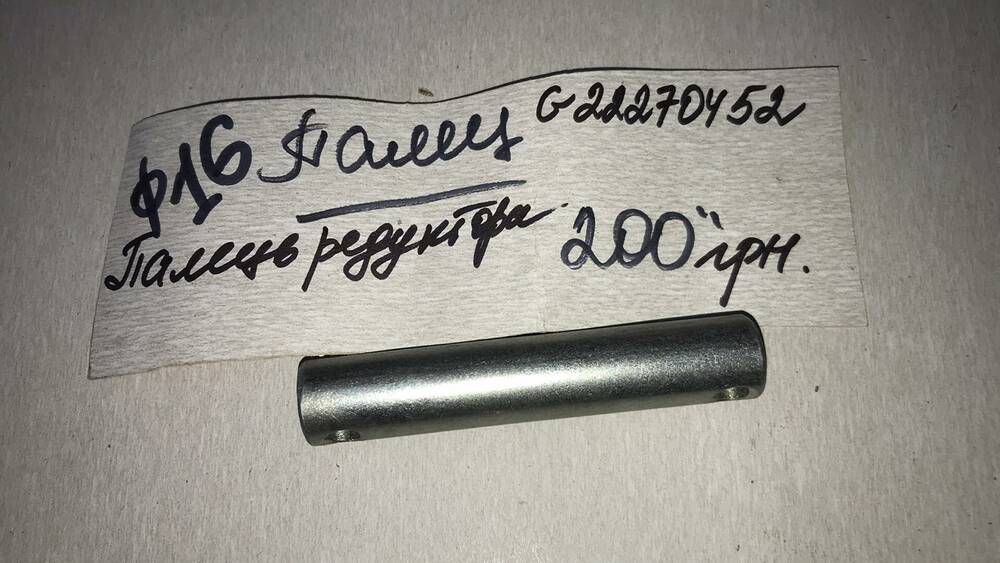 Ф16 Палец G22270452
Палець редуктора 200 грн.